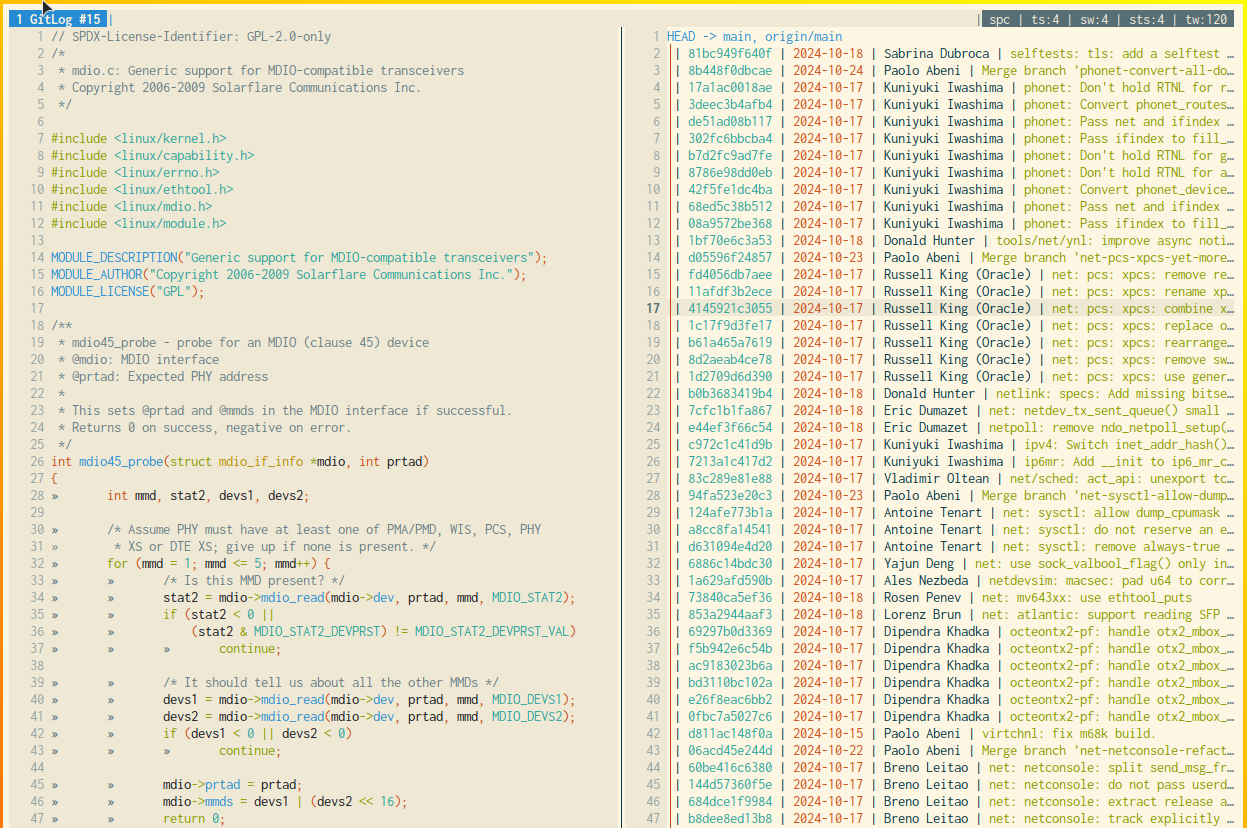 1 GitLog #15
spc | ts:4 | sw:4 | sts:4 | tw:120
1 // SPDX-License-Identifier: GPL-2.0-only
2 /*
3  * mdio.c: Generic support for MDIO-compatible transceivers
4  * Copyright 2006-2009 Solarflare Communications Inc.
5  */
6
7 #include <linux/kernel.h>
8 #include <linux/capability.h>
9 #include <linux/errno.h>
10 #include <linux/ethtool.h>
11 #include <linux/mdio.h>
12 #include <linux/module.h>
13
14 MODULE_DESCRIPTION("Generic support for MDIO-compatible transceivers");
15 MODULE_AUTHOR("Copyright 2006-2009 Solarflare Communications Inc.");
16 MODULE_LICENSE("GPL");
17
18 /**
19  * mdio45_probe - probe for an MDIO (clause 45) device
20  * @mdio: MDIO interface
21  * @prtad: Expected PHY address
22  *
23  * This sets @prtad and @mmds in the MDIO interface if successful.
24  * Returns 0 on success, negative on error.
25  */
26 int mdio45_probe(struct mdio_if_info *mdio, int prtad)
27 {
28 »       int mmd, stat2, devs1, devs2;
29
30 »       /* Assume PHY must have at least one of PMA/PMD, WIS, PCS, PHY
31 »        * XS or DTE XS; give up if none is present. */
32 »       for (mmd = 1; mmd <= 5; mmd++) {
33 »       »       /* Is this MMD present? */
34 »       »       stat2 = mdio->mdio_read(mdio->dev, prtad, mmd, MDIO_STAT2);
35 »       »       if (stat2 < 0 ||
36 »       »           (stat2 & MDIO_STAT2_DEVPRST) != MDIO_STAT2_DEVPRST_VAL)
37 »       »       »       continue;
38
39 »       »       /* It should tell us about all the other MMDs */
40 »       »       devs1 = mdio->mdio_read(mdio->dev, prtad, mmd, MDIO_DEVS1);
41 »       »       devs2 = mdio->mdio_read(mdio->dev, prtad, mmd, MDIO_DEVS2);
42 »       »       if (devs1 < 0 || devs2 < 0)
43 »       »       »       continue;
44
45 »       »       mdio->prtad = prtad;
46 »       »       mdio->mmds = devs1 | (devs2 << 16);
47 »       »       return 0;
1 HEAD -> main, origin/main
2 | 81bc949f640f | 2024-10-18 | Sabrina Dubroca | selftests: tls: add a selftest …
3 | 8b448f0dbcae | 2024-10-24 | Paolo Abeni | Merge branch 'phonet-convert-all-do…
4 | 17a1ac0018ae | 2024-10-17 | Kuniyuki Iwashima | phonet: Don't hold RTNL for r…
5 | 3deec3b4afb4 | 2024-10-17 | Kuniyuki Iwashima | phonet: Convert phonet_routes…
6 | de51ad08b117 | 2024-10-17 | Kuniyuki Iwashima | phonet: Pass net and ifindex …
7 | 302fc6bbcba4 | 2024-10-17 | Kuniyuki Iwashima | phonet: Pass ifindex to fill_…
8 | b7d2fc9ad7fe | 2024-10-17 | Kuniyuki Iwashima | phonet: Don't hold RTNL for g…
9 | 8786e98dd0eb | 2024-10-17 | Kuniyuki Iwashima | phonet: Don't hold RTNL for a…
10 | 42f5fe1dc4ba | 2024-10-17 | Kuniyuki Iwashima | phonet: Convert phonet_device…
11 | 68ed5c38b512 | 2024-10-17 | Kuniyuki Iwashima | phonet: Pass net and ifindex …
12 | 08a9572be368 | 2024-10-17 | Kuniyuki Iwashima | phonet: Pass ifindex to fill_…
13 | 1bf70e6c3a53 | 2024-10-18 | Donald Hunter | tools/net/ynl: improve async noti…
14 | d05596f24857 | 2024-10-23 | Paolo Abeni | Merge branch 'net-pcs-xpcs-yet-more…
15 | fd4056db7aee | 2024-10-17 | Russell King (Oracle) | net: pcs: xpcs: remove re…
16 | 11afdf3b2ece | 2024-10-17 | Russell King (Oracle) | net: pcs: xpcs: rename xp…
17 | 4145921c3055 | 2024-10-17 | Russell King (Oracle) | net: pcs: xpcs: combine x…
18 | 1c17f9d3fe17 | 2024-10-17 | Russell King (Oracle) | net: pcs: xpcs: replace o…
19 | b61a465a7619 | 2024-10-17 | Russell King (Oracle) | net: pcs: xpcs: rearrange…
20 | 8d2aeab4ce78 | 2024-10-17 | Russell King (Oracle) | net: pcs: xpcs: remove sw…
21 | 1d2709d6d390 | 2024-10-17 | Russell King (Oracle) | net: pcs: xpcs: use gener…
22 | b0b3683419b4 | 2024-10-18 | Donald Hunter | netlink: specs: Add missing bitse…
23 | 7cfc1b1fa867 | 2024-10-18 | Eric Dumazet | net: netdev_tx_sent_queue() small …
24 | e44ef3f66c54 | 2024-10-18 | Eric Dumazet | netpoll: remove ndo_netpoll_setup(…
25 | c972c1c41d9b | 2024-10-17 | Kuniyuki Iwashima | ipv4: Switch inet_addr_hash()…
26 | 7213a1c417d2 | 2024-10-17 | Kuniyuki Iwashima | ip6mr: Add __init to ip6_mr_c…
27 | 83c289e81e88 | 2024-10-17 | Vladimir Oltean | net/sched: act_api: unexport tc…
28 | 94fa523e20c3 | 2024-10-23 | Paolo Abeni | Merge branch 'net-sysctl-allow-dump…
29 | 124afe773b1a | 2024-10-17 | Antoine Tenart | net: sysctl: allow dump_cpumask …
30 | a8cc8fa14541 | 2024-10-17 | Antoine Tenart | net: sysctl: do not reserve an e…
31 | d631094e4d20 | 2024-10-17 | Antoine Tenart | net: sysctl: remove always-true …
32 | 6886c14bdc30 | 2024-10-17 | Yajun Deng | net: use sock_valbool_flag() only in…
33 | 1a629afd590b | 2024-10-18 | Ales Nezbeda | netdevsim: macsec: pad u64 to corr…
34 | 73840ca5ef36 | 2024-10-18 | Rosen Penev | net: mv643xx: use ethtool_puts
35 | 853a2944aaf3 | 2024-10-18 | Lorenz Brun | net: atlantic: support reading SFP …
36 | 69297b0d3369 | 2024-10-17 | Dipendra Khadka | octeontx2-pf: handle otx2_mbox_…
37 | f5b942e6c54b | 2024-10-17 | Dipendra Khadka | octeontx2-pf: handle otx2_mbox_…
38 | ac9183023b6a | 2024-10-17 | Dipendra Khadka | octeontx2-pf: handle otx2_mbox_…
39 | bd3110bc102a | 2024-10-17 | Dipendra Khadka | octeontx2-pf: handle otx2_mbox_…
40 | e26f8eac6bb2 | 2024-10-17 | Dipendra Khadka | octeontx2-pf: handle otx2_mbox_…
41 | 0fbc7a5027c6 | 2024-10-17 | Dipendra Khadka | octeontx2-pf: handle otx2_mbox_…
42 | d811ac148f0a | 2024-10-15 | Paolo Abeni | virtchnl: fix m68k build.
43 | 06acd45e244d | 2024-10-22 | Paolo Abeni | Merge branch 'net-netconsole-refact…
44 | 60be416c6380 | 2024-10-17 | Breno Leitao | net: netconsole: split send_msg_fr…
45 | 144d57360f5e | 2024-10-17 | Breno Leitao | net: netconsole: do not pass userd…
46 | 684dce1f9984 | 2024-10-17 | Breno Leitao | net: netconsole: extract release a…
47 | b8dee8ed13b8 | 2024-10-17 | Breno Leitao | net: netconsole: track explicitly …